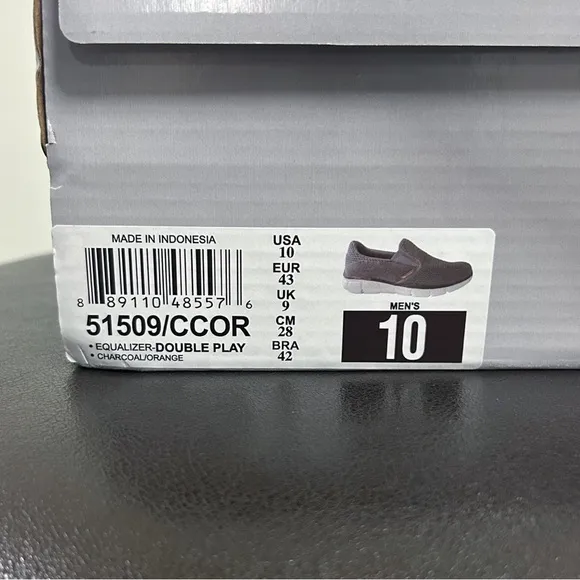 MADE IN INDONESIA
8 89110 48557 6
51509/CCOR
• EQUALIZER-DOUBLE PLAY
• CHARCOAL/ORANGE
USA
10
EUR
43
UK
9
CM
28
BRA
42
MEN'S
10